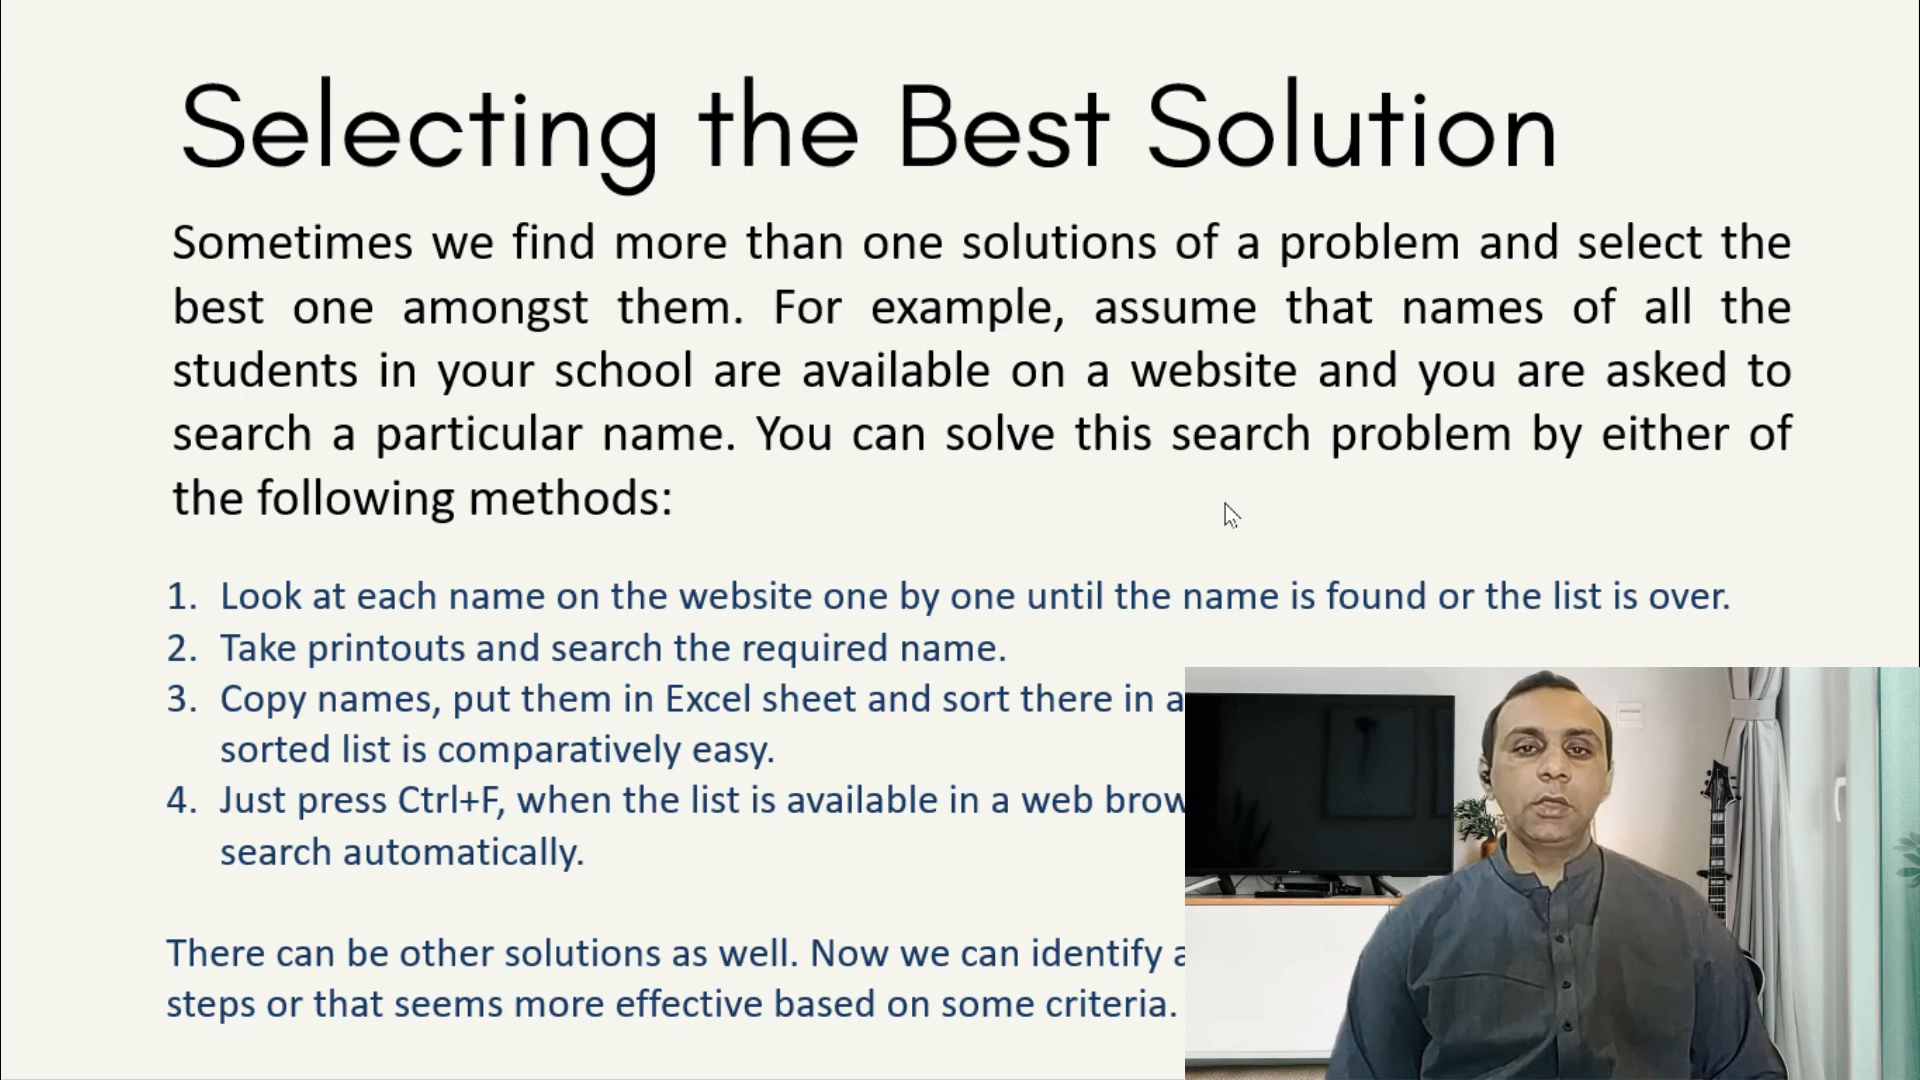 Selecting the Best Solution
Sometimes we find more than one solutions of a problem and select the
best one amongst them. For example, assume that names of all the
students in your school are available on a website and you are asked to
search a particular name. You can solve this search problem by either of
the following methods:
1. Look at each name on the website one by one until the name is found or the list is over.
2. Take printouts and search the required name.
3. Copy names, put them in Excel sheet and sort there in
sorted list is comparatively easy.
4. Just press Ctrl+F, when the list is available in a web
search automatically.
There can be other solutions as well. Now we can identify
steps or that seems more effective based on some criteria.